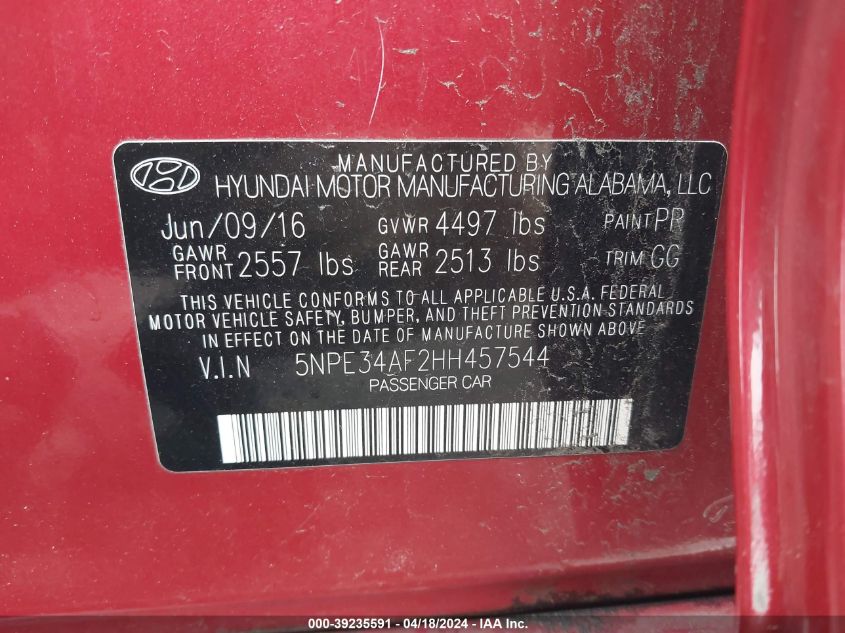 MANUFACTURED BY
HYUNDAI MOTOR MANUFACTURING ALABAMA, LLC
Jun/09/16 GVWR 4497 lbs PAINT PR
GAWR FRONT 2557 lbs GAWR REAR 2513 lbs TRIM GG
THIS VEHICLE CONFORMS TO ALL APPLICABLE U.S.A. FEDERAL
MOTOR VEHICLE SAFETY, BUMPER, AND THEFT PREVENTION STANDARDS
IN EFFECT ON THE DATE OF MANUFACTURE SHOWN ABOVE
V.I.N 5NPE34AF2HH457544
PASSENGER CAR
000-39235591 - 04/18/2024 - IAA Inc.